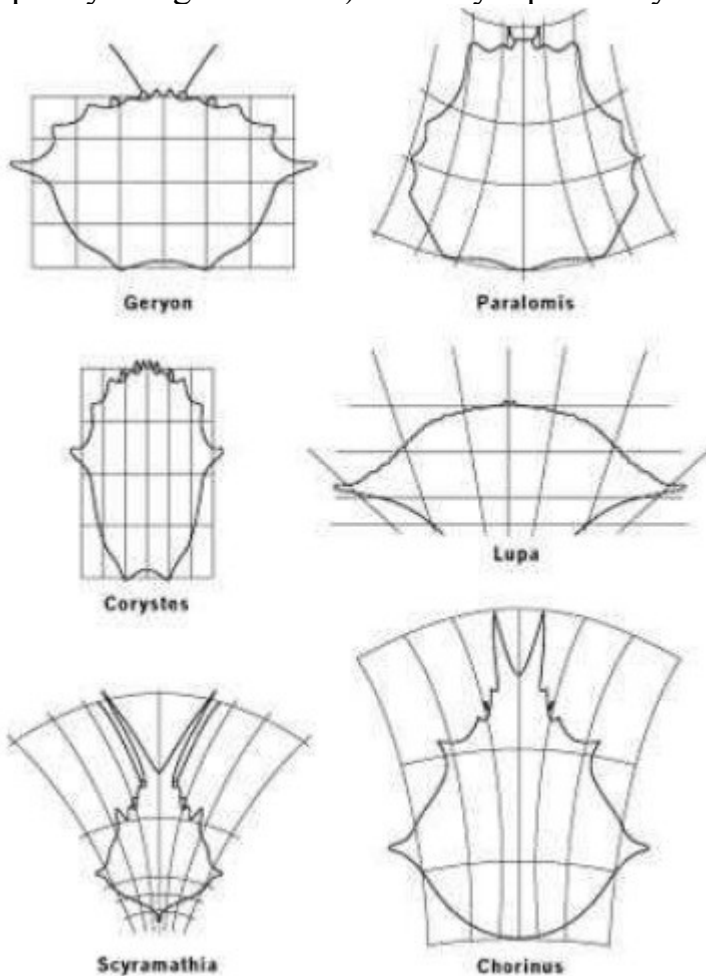 Geryon
Paralomis
Corystes
Lupa
Scyramathia
Chorinus